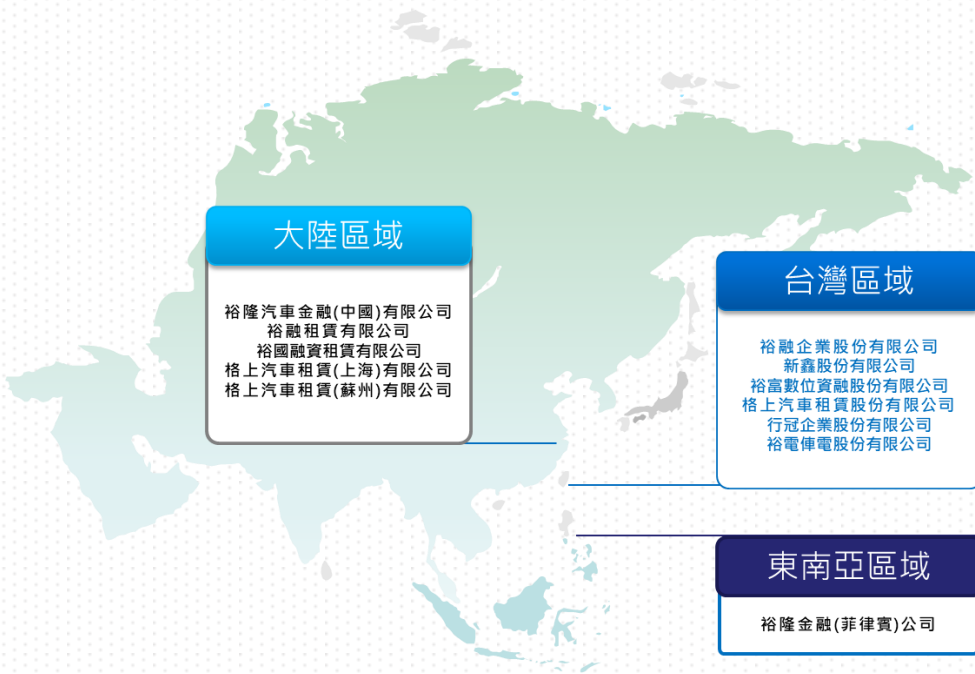 大陸區域
裕隆汽車金融(中國)有限公司
裕融租賃有限公司
裕國融資租賃有限公司
格上汽車租賃(上海)有限公司
格上汽車租賃(蘇州)有限公司
台灣區域
裕融企業股份有限公司
新鑫股份有限公司
裕富數位資融股份有限公司
格上汽車租賃股份有限公司
行冠企業股份有限公司
裕電俥電股份有限公司
東南亞區域
裕隆金融(菲律賓)公司